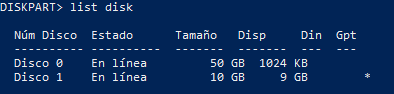 DISKPART> list disk
Núm Disco  Estado      Tamaño   Disp     Din  Gpt
---------- ---------- ------- ------- --- ---
Disco 0    En línea        50 GB  1024 KB
Disco 1    En línea        10 GB     9 GB        *